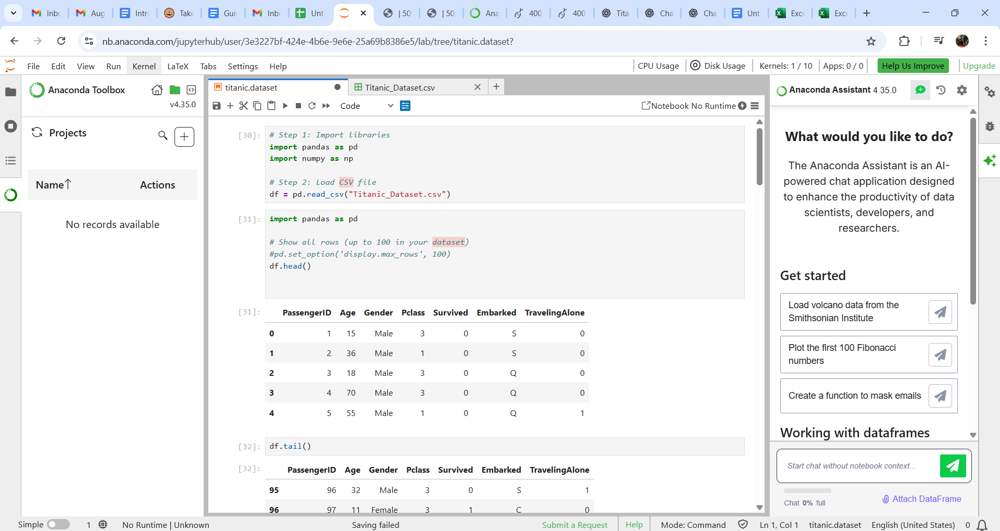 Inbo
Aug
Intro
Take
Guid
Inbo
Unt
| 50
| 50
Ana
400
400
Tita
Cha
Cha
Unt
Exce
Exce
nb.anaconda.com/jupyterhub/user/3e3227bf-424e-4b6e-9e6e-25a69b8386e5/lab/tree/titanic.dataset?
File Edit View Run Kernel LaTeX Tabs Settings Help
CPU Usage Disk Usage Kernels: 1 / 10 Apps: 0 / 0 Help Us Improve Upgrade
Anaconda Toolbox
v4.35.0
Projects
Name Actions
No records available
titanic.dataset
Titanic_Dataset.csv
Code
Notebook No Runtime
[30]:
# Step 1: Import libraries
import pandas as pd
import numpy as np
# Step 2: Load CSV file
df = pd.read_csv("Titanic_Dataset.csv")
[31]:
import pandas as pd
# Show all rows (up to 100 in your dataset)
#pd.set_option('display.max_rows', 100)
df.head()
[31]:
PassengerID Age Gender Pclass Survived Embarked TravelingAlone
0 1 15 Male 3 0 S 0
1 2 36 Male 1 0 S 0
2 3 18 Male 3 0 Q 0
3 4 70 Male 3 0 Q 0
4 5 55 Male 1 0 Q 1
[32]:
df.tail()
[32]:
PassengerID Age Gender Pclass Survived Embarked TravelingAlone
95 96 32 Male 3 0 S 1
96 97 11 Female 3 1 C 0
Anaconda Assistant 4.35.0
What would you like to do?
The Anaconda Assistant is an AI-
powered chat application designed
to enhance the productivity of data
scientists, developers, and
researchers.
Get started
Load volcano data from the
Smithsonian Institute
Plot the first 100 Fibonacci
numbers
Create a function to mask emails
Working with dataframes
Start chat without notebook context...
Chat 0% full
Attach DataFrame
Simple 1 No Runtime | Unknown Saving failed Submit a Request Help Mode: Command Ln 1, Col 1 titanic.dataset English (United States) 0